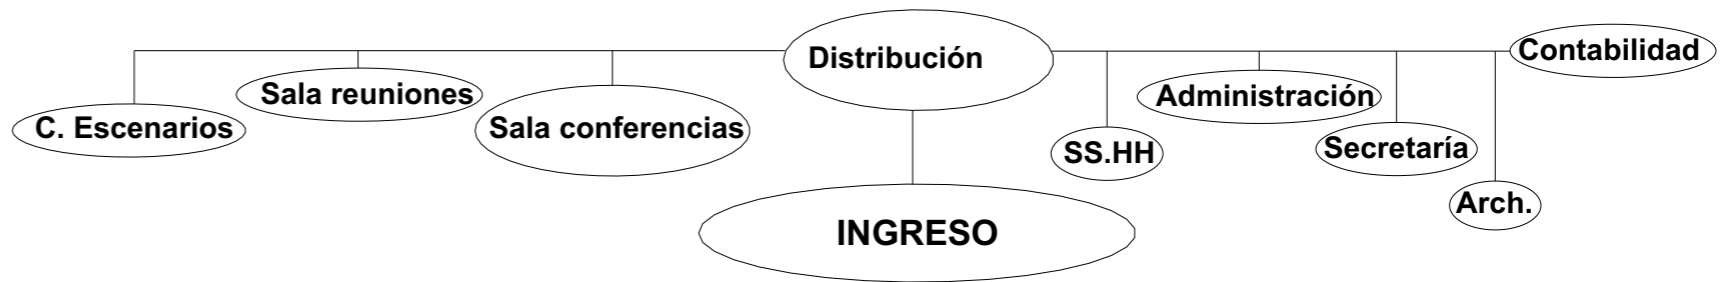 Distribución
Contabilidad
Sala reuniones
Administración
C. Escenarios
Sala conferencias
SS.HH
Secretaría
Arch.
INGRESO